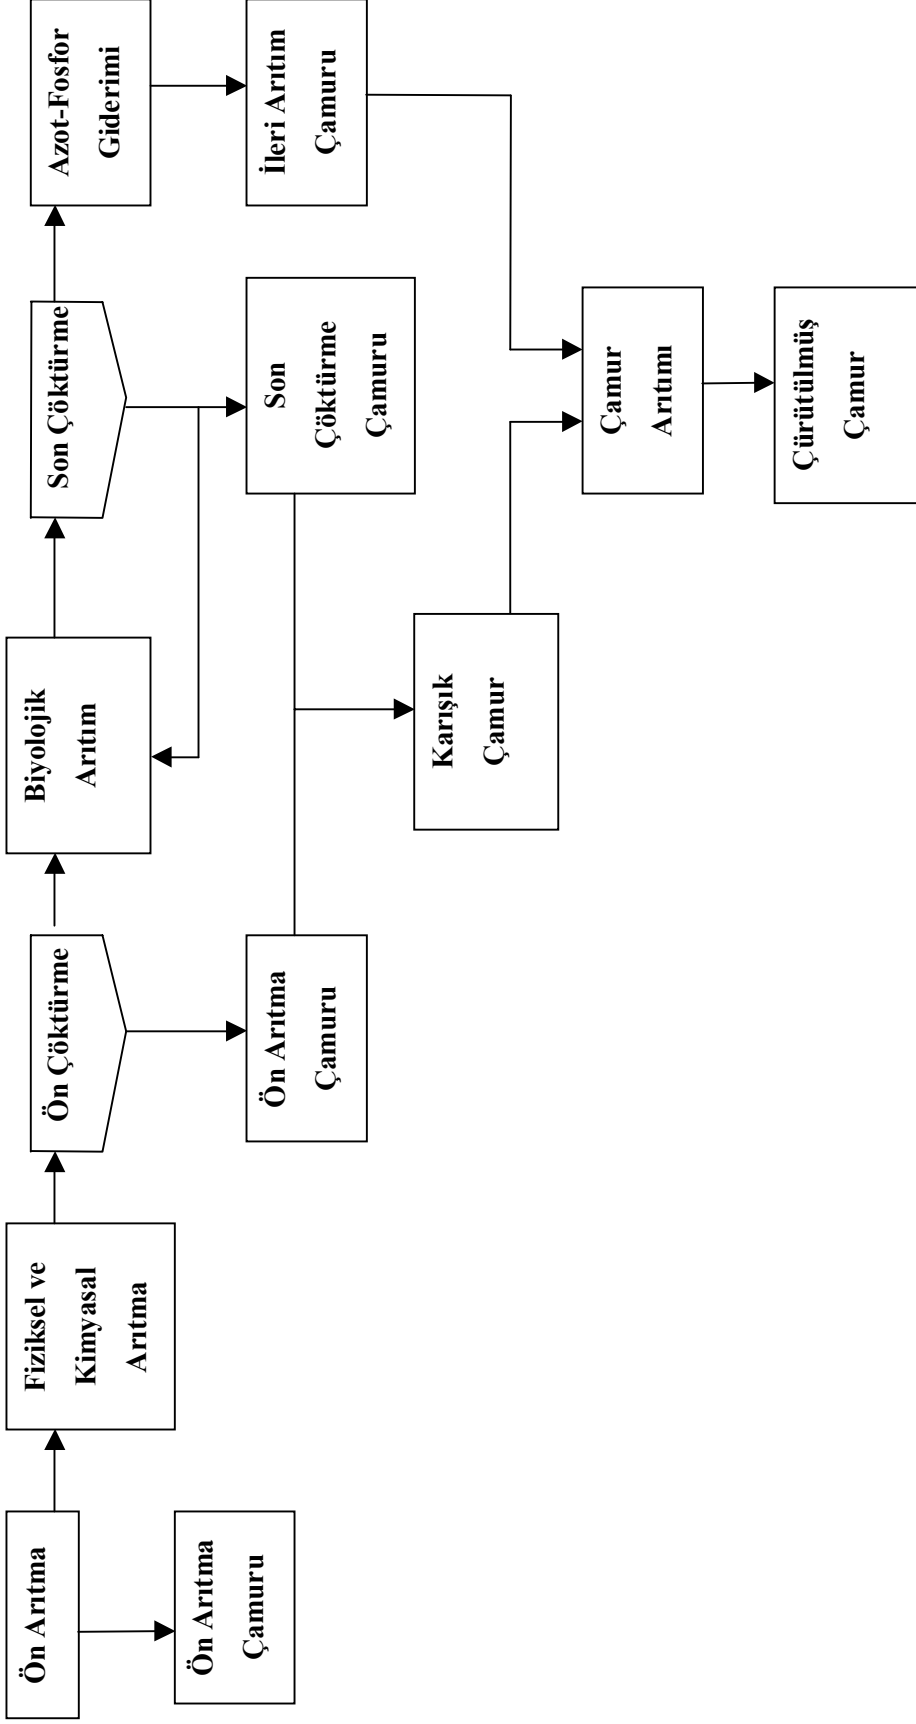 Ön Arıtma
Fiziksel ve
Kimyasal
Arıtma
Ön Çöktürme
Biyolojik
Arıtım
Son Çöktürme
Azot-Fosfor
Giderimi
Ön Arıtma
Çamuru
Ön Arıtma
Çamuru
Son
Çöktürme
Çamuru
İleri Arıtım
Çamuru
Karışık
Çamur
Çamur
Arıtımı
Çürütülmüş
Çamur